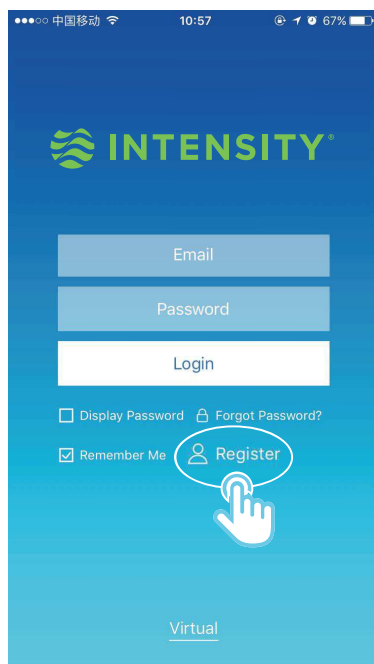 中国移动 10:57 67%
INTENSITY®
Email
Password
Login
Display Password Forgot Password?
Remember Me Register
Virtual